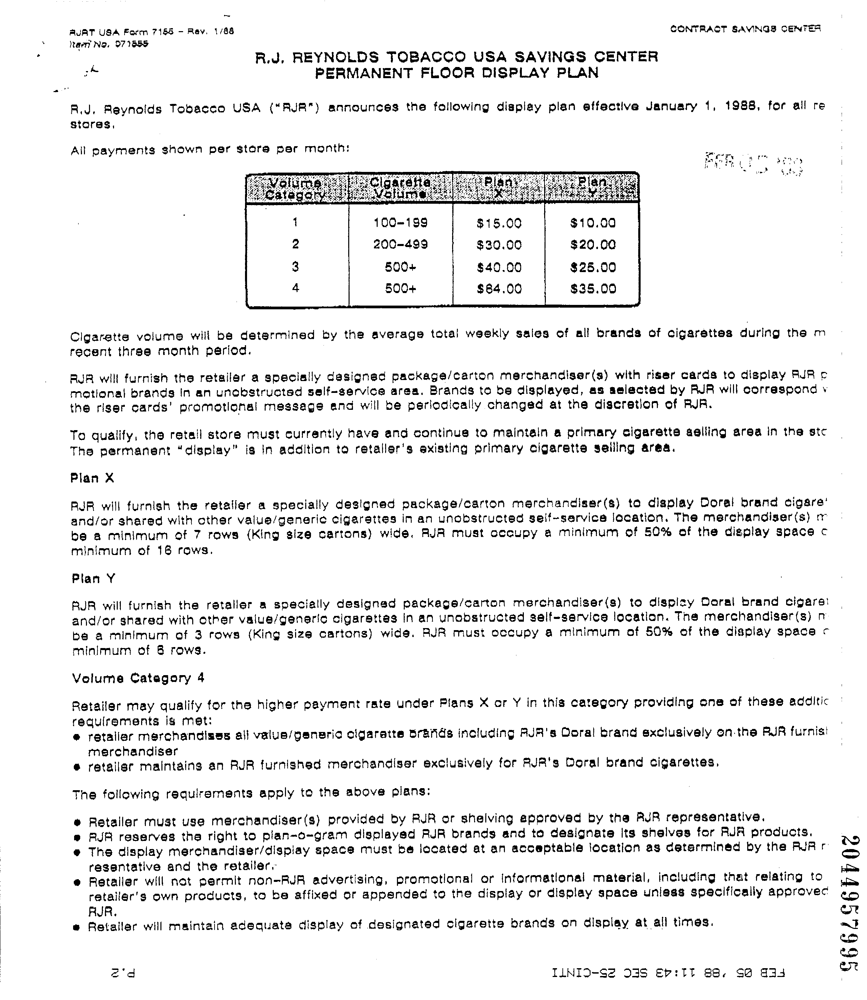 RJRT USA Form 7155 - Rev. 1/88
Item No. 071555
CONTRACT SAVINGS CENTER
R.J. REYNOLDS TOBACCO USA SAVINGS CENTER
PERMANENT FLOOR DISPLAY PLAN
R.J. Reynolds Tobacco USA ("RJR") announces the following display plan effective January 1, 1988, for all re
stores.
All payments shown per store per month:
Volume Category | Cigarette Volume | Plan X | Plan Y
1 | 100-199 | $15.00 | $10.00
2 | 200-499 | $30.00 | $20.00
3 | 500+ | $40.00 | $25.00
4 | 500+ | $64.00 | $35.00
Cigarette volume will be determined by the average total weekly sales of all brands of cigarettes during the m
recent three month period.
RJR will furnish the retailer a specially designed package/carton merchandiser(s) with riser cards to display RJR p
motional brands in an unobstructed self-service area. Brands to be displayed, as selected by RJR will correspond
the riser cards' promotional message and will be periodically changed at the discretion of RJR.
To qualify, the retail store must currently have and continue to maintain a primary cigarette selling area in the sto
The permanent "display" is in addition to retailer's existing primary cigarette selling area.
Plan X
RJR will furnish the retailer a specially designed package/carton merchandiser(s) to display Doral brand cigare
and/or shared with other value/generic cigarettes in an unobstructed self-service location. The merchandiser(s) m
be a minimum of 7 rows (King size cartons) wide. RJR must occupy a minimum of 50% of the display space o
minimum of 16 rows.
Plan Y
RJR will furnish the retailer a specially designed package/carton merchandiser(s) to display Doral brand cigaret
and/or shared with other value/generic cigarettes in an unobstructed self-service location. The merchandiser(s) m
be a minimum of 3 rows (King size cartons) wide. RJR must occupy a minimum of 50% of the display space
minimum of 6 rows.
Volume Category 4
Retailer may qualify for the higher payment rate under Plans X or Y in this category providing one of these additic
requirements is met:
● retailer merchandises all value/generic cigarette brands including RJR's Doral brand exclusively on the RJR furnis
merchandiser
● retailer maintains an RJR furnished merchandiser exclusively for RJR's Doral brand cigarettes.
The following requirements apply to the above plans:
● Retailer must use merchandiser(s) provided by RJR or shelving approved by the RJR representative.
● RJR reserves the right to plan-o-gram displayed RJR brands and to designate its shelves for RJR products.
● The display merchandiser/display space must be located at an acceptable location as determined by the RJR r
resentative and the retailer.
● Retailer will not permit non-RJR advertising, promotional or informational material, including that relating to
retailer's own products, to be affixed or appended to the display or display space unless specifically approved
RJR.
● Retailer will maintain adequate display of designated cigarette brands on display at all times.
2044957995
FEB 05 '88 11:43 SEC 25-CINTI
P.2